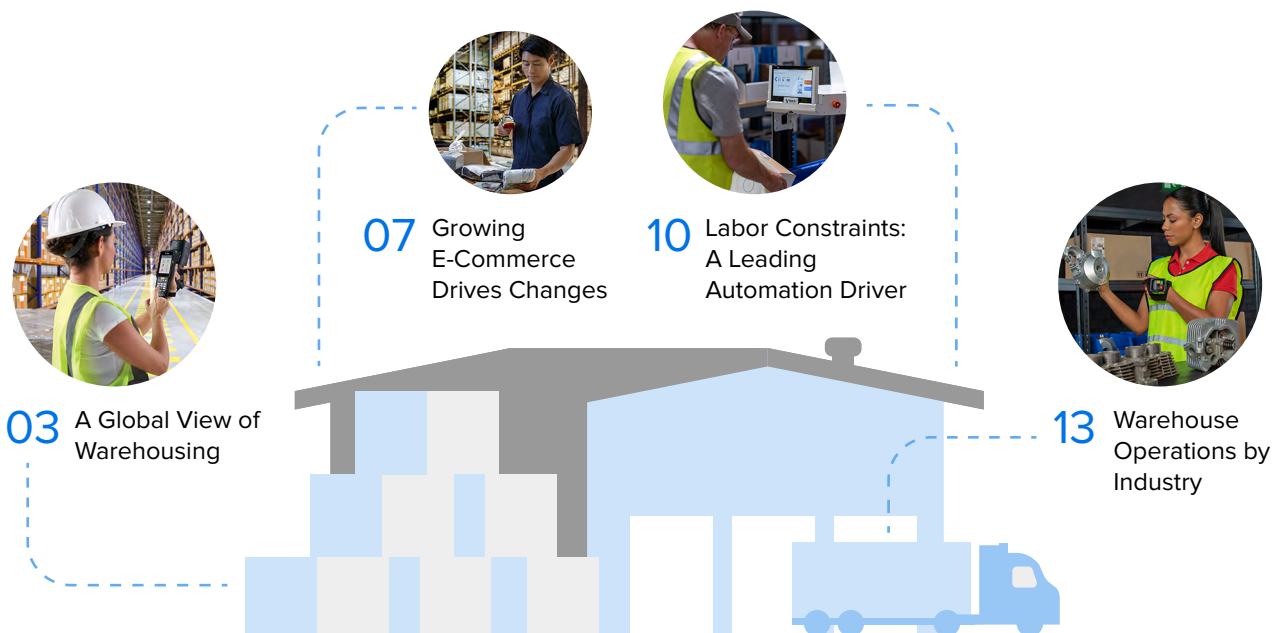 07 Growing
E-Commerce
Drives Changes
10 Labor Constraints:
A Leading
Automation Driver
03 A Global View of
Warehousing
13 Warehouse
Operations by
Industry